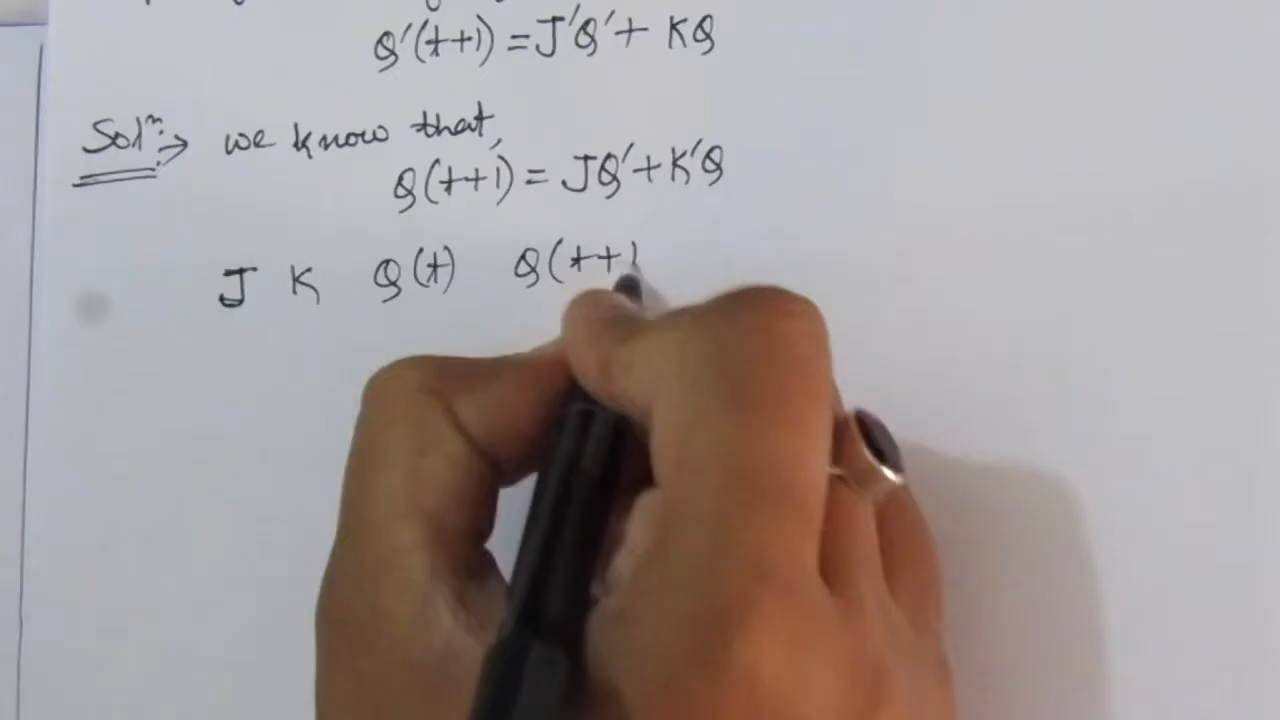 Q'(t+1) = J'Q' + KQ
Solⁿ:→ we know that,
Q(t+1) = JQ' + K'Q
J K Q(t) Q(t+1